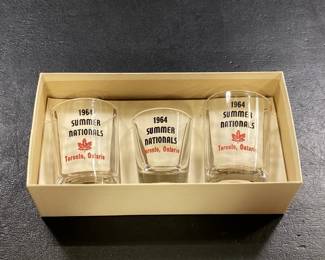 1964
SUMMER
NATIONALS
Toronto, Ontario
1964
SUMMER
NATIONALS
Toronto, Ontario
1964
SUMMER
NATIONALS
Toronto, Ontario